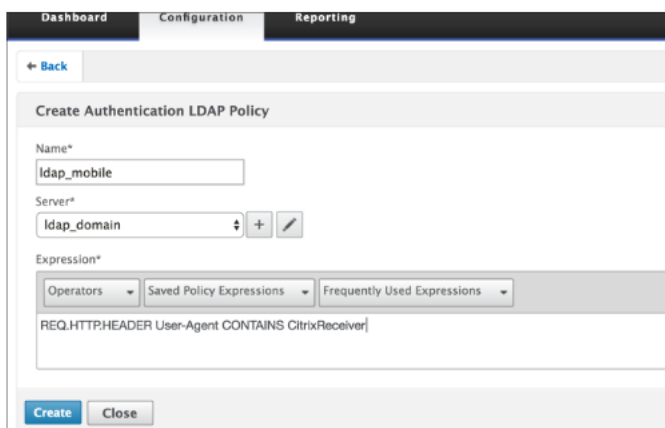 Dashboard Configuration Reporting
← Back
Create Authentication LDAP Policy
Name*
ldap_mobile
Server*
ldap_domain +
Expression*
Operators Saved Policy Expressions Frequently Used Expressions
REQ.HTTP.HEADER User-Agent CONTAINS CitrixReceiver
Create Close